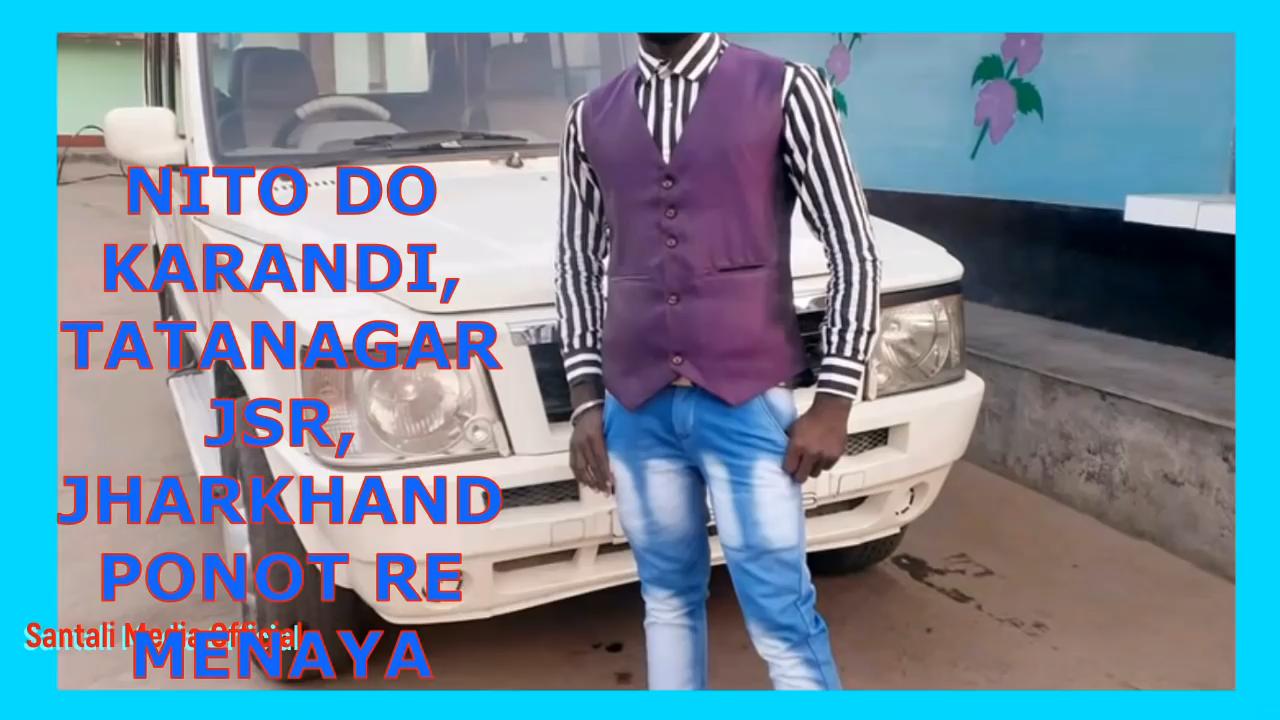 NITO DO
KARANDI,
TATANAGAR
JSR,
JHARKHAND
PONOT RE
Santali Media Official
MENAYA